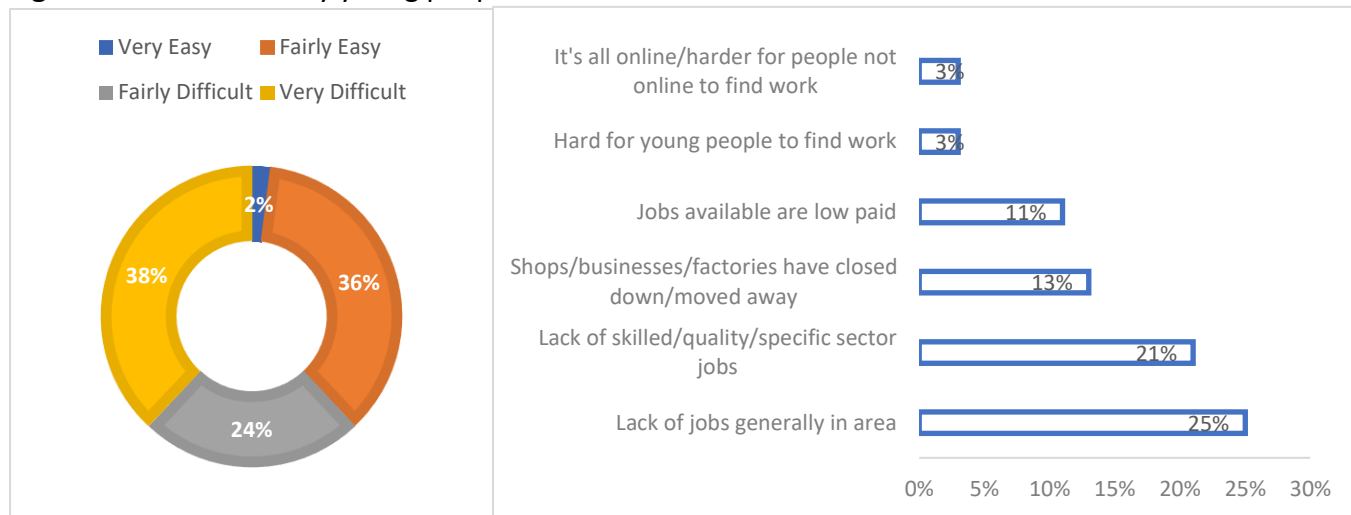 Very Easy
Fairly Easy
Fairly Difficult
Very Difficult
2%
36%
24%
38%
It's all online/harder for people not
online to find work
3%
Hard for young people to find work
3%
Jobs available are low paid
11%
Shops/businesses/factories have closed
down/moved away
13%
Lack of skilled/quality/specific sector
jobs
21%
Lack of jobs generally in area
25%
0% 5% 10% 15% 20% 25% 30%